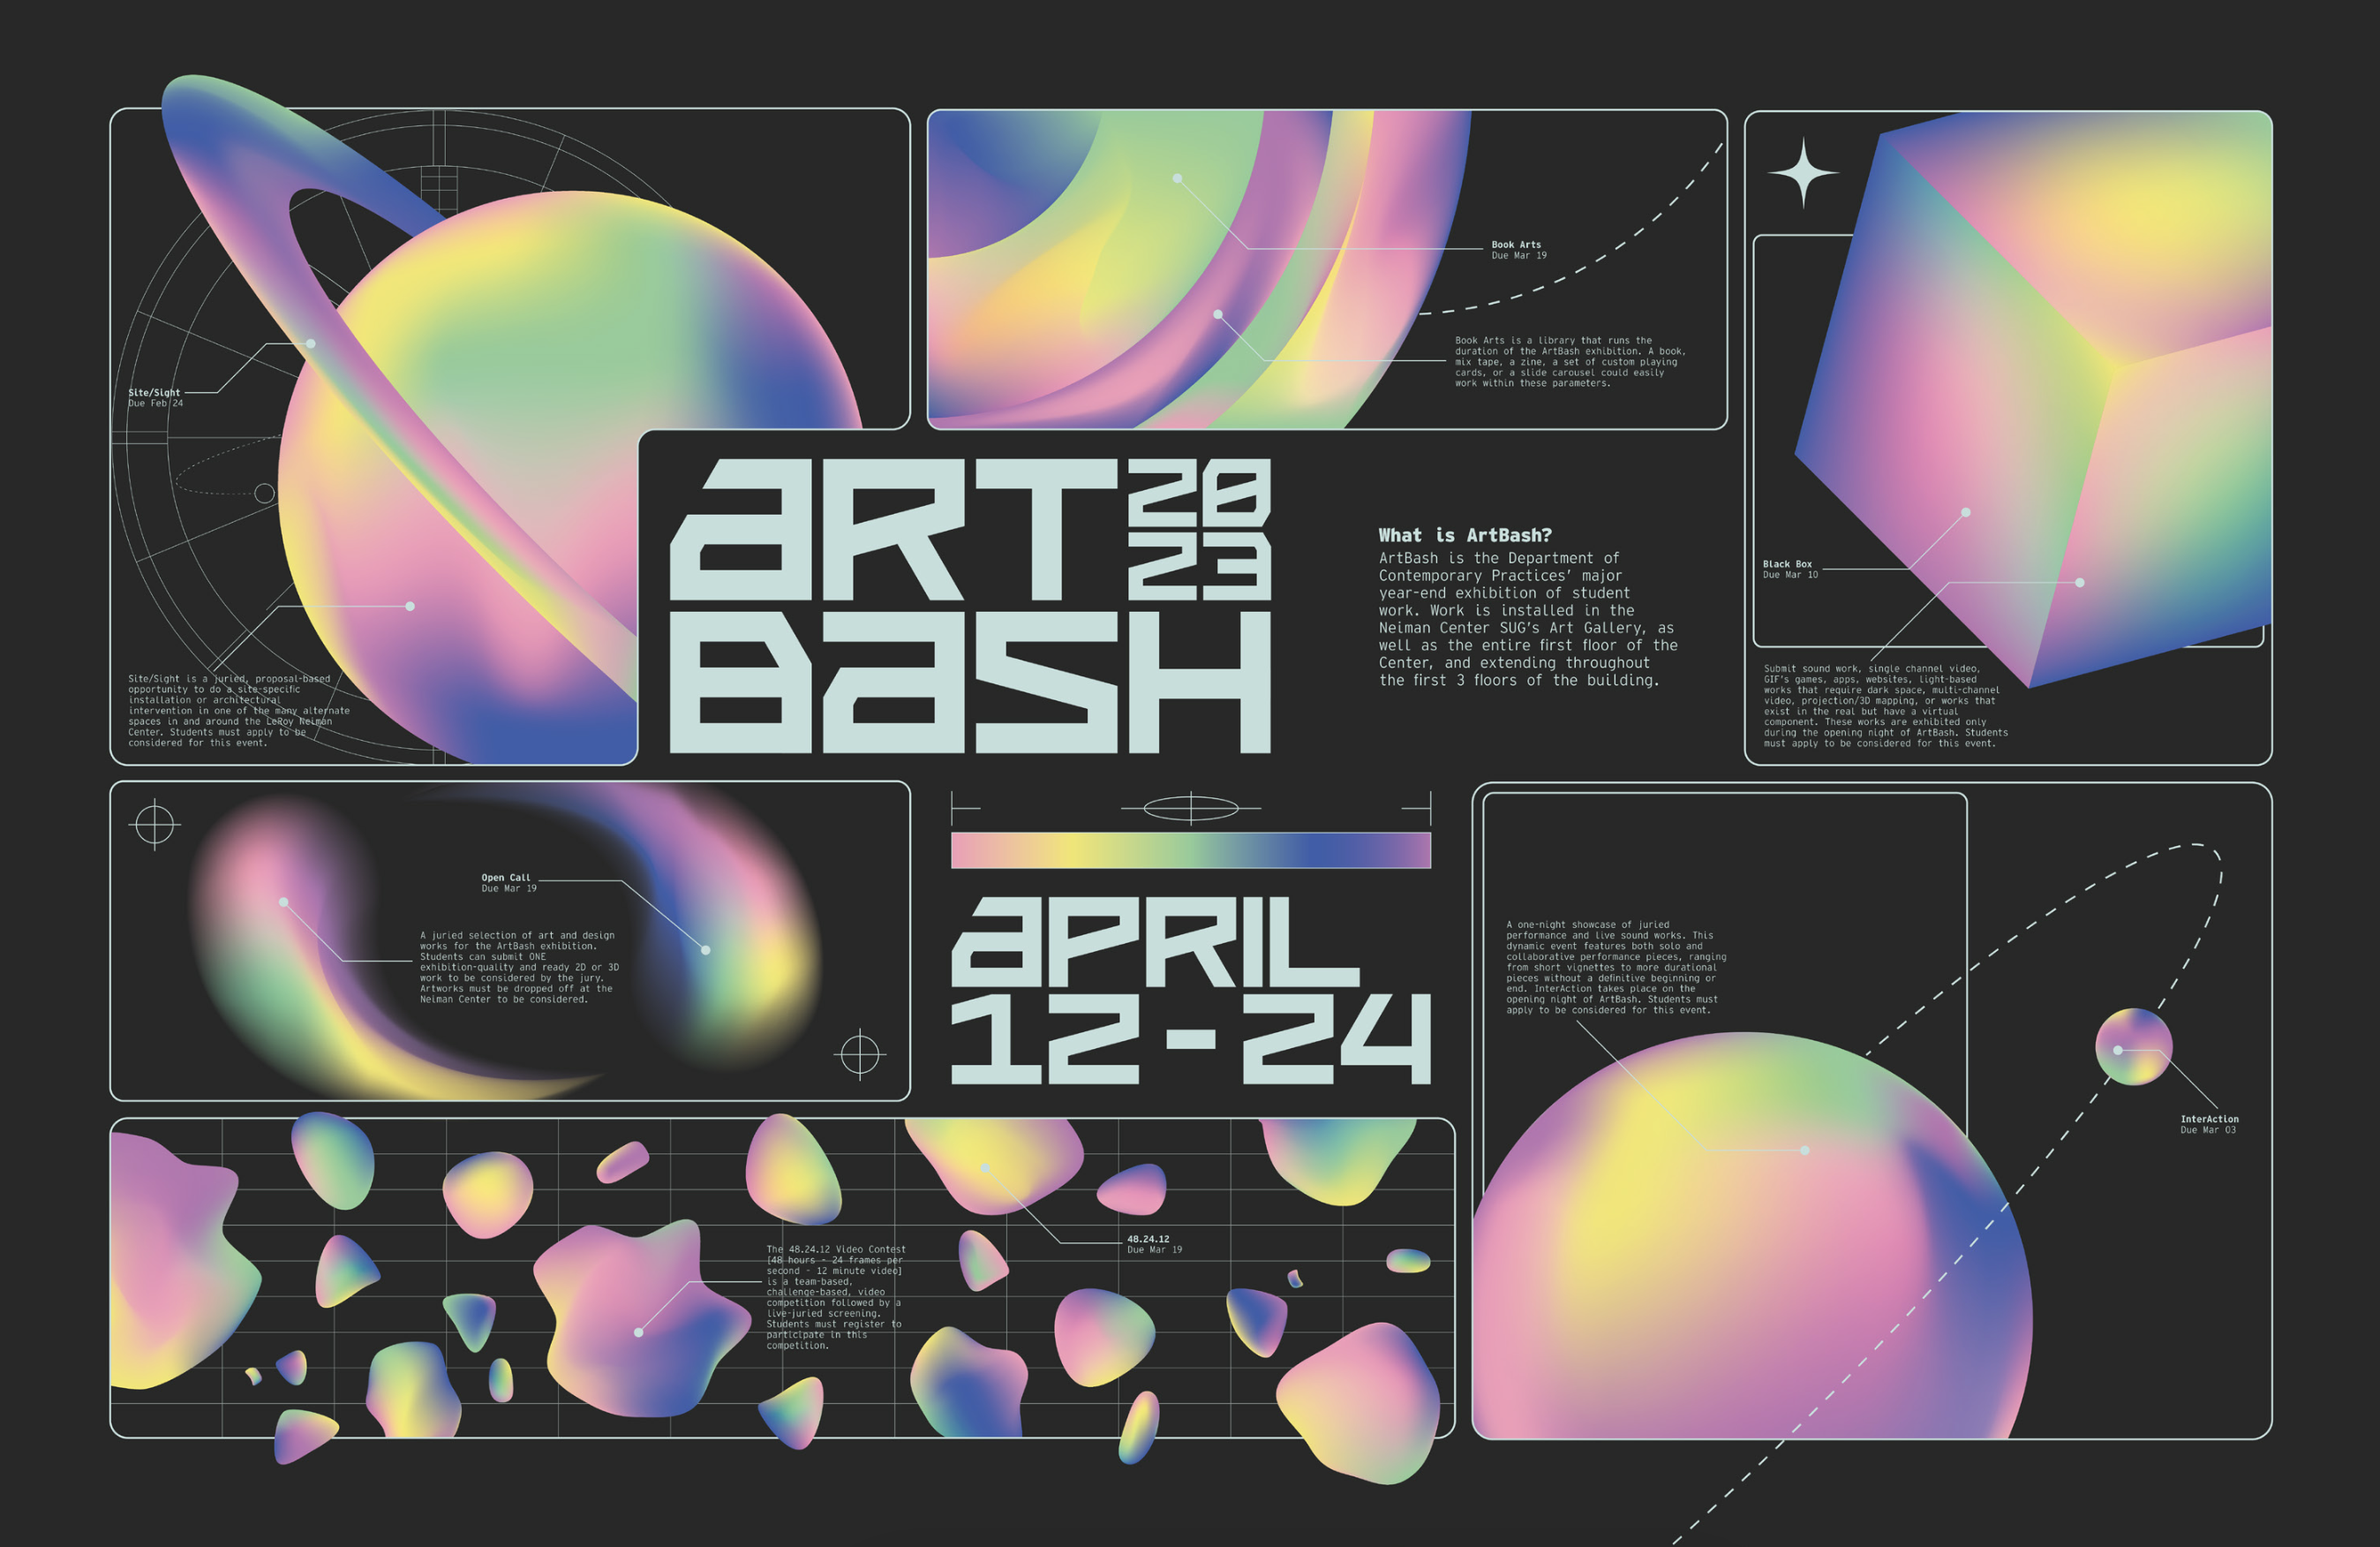 Site/Sight
Due Feb 24
Site/Sight is a juried, proposal-based
opportunity to do a site-specific
installation or architectural
intervention in one of the many alternate
spaces in and around the LeRoy Neiman
Center. Students must apply to be
considered for this event.
Book Arts
Due Mar 19
Book Arts is a library that runs the
duration of the ArtBash exhibition. A book,
mix tape, a zine, a set of custom playing
cards, or a slide carousel could easily
work within these parameters.
Black Box
Due Mar 10
Submit sound work, single channel video,
GIF's games, apps, websites, light-based
works that require dark space, multi-channel
video, projection/3D mapping, or works that
exist in the real but have a virtual
component. These works are exhibited only
during the opening night of ArtBash. Students
must apply to be considered for this event.
ART 2023
BASH
What is ArtBash?
ArtBash is the Department of
Contemporary Practices' major
year-end exhibition of student
work. Work is installed in the
Neiman Center SUG's Art Gallery, as
well as the entire first floor of the
Center, and extending throughout
the first 3 floors of the building.
Open Call
Due Mar 19
A juried selection of art and design
works for the ArtBash exhibition.
Students can submit ONE
exhibition-quality and ready 2D or 3D
work to be considered by the jury.
Artworks must be dropped off at the
Neiman Center to be considered.
APRIL
12-24
A one-night showcase of juried
performance and live sound works. This
dynamic event features both solo and
collaborative performance pieces, ranging
from short vignettes to more durational
pieces without a definitive beginning or
end. InterAction takes place on the
opening night of ArtBash. Students must
apply to be considered for this event.
InterAction
Due Mar 03
48.24.12
Due Mar 19
The 48.24.12 Video Contest
[48 hours - 24 frames per
second - 12 minute video]
is a team-based,
challenge-based, video
competition followed by a
live-juried screening.
Students must register to
participate in this
competition.